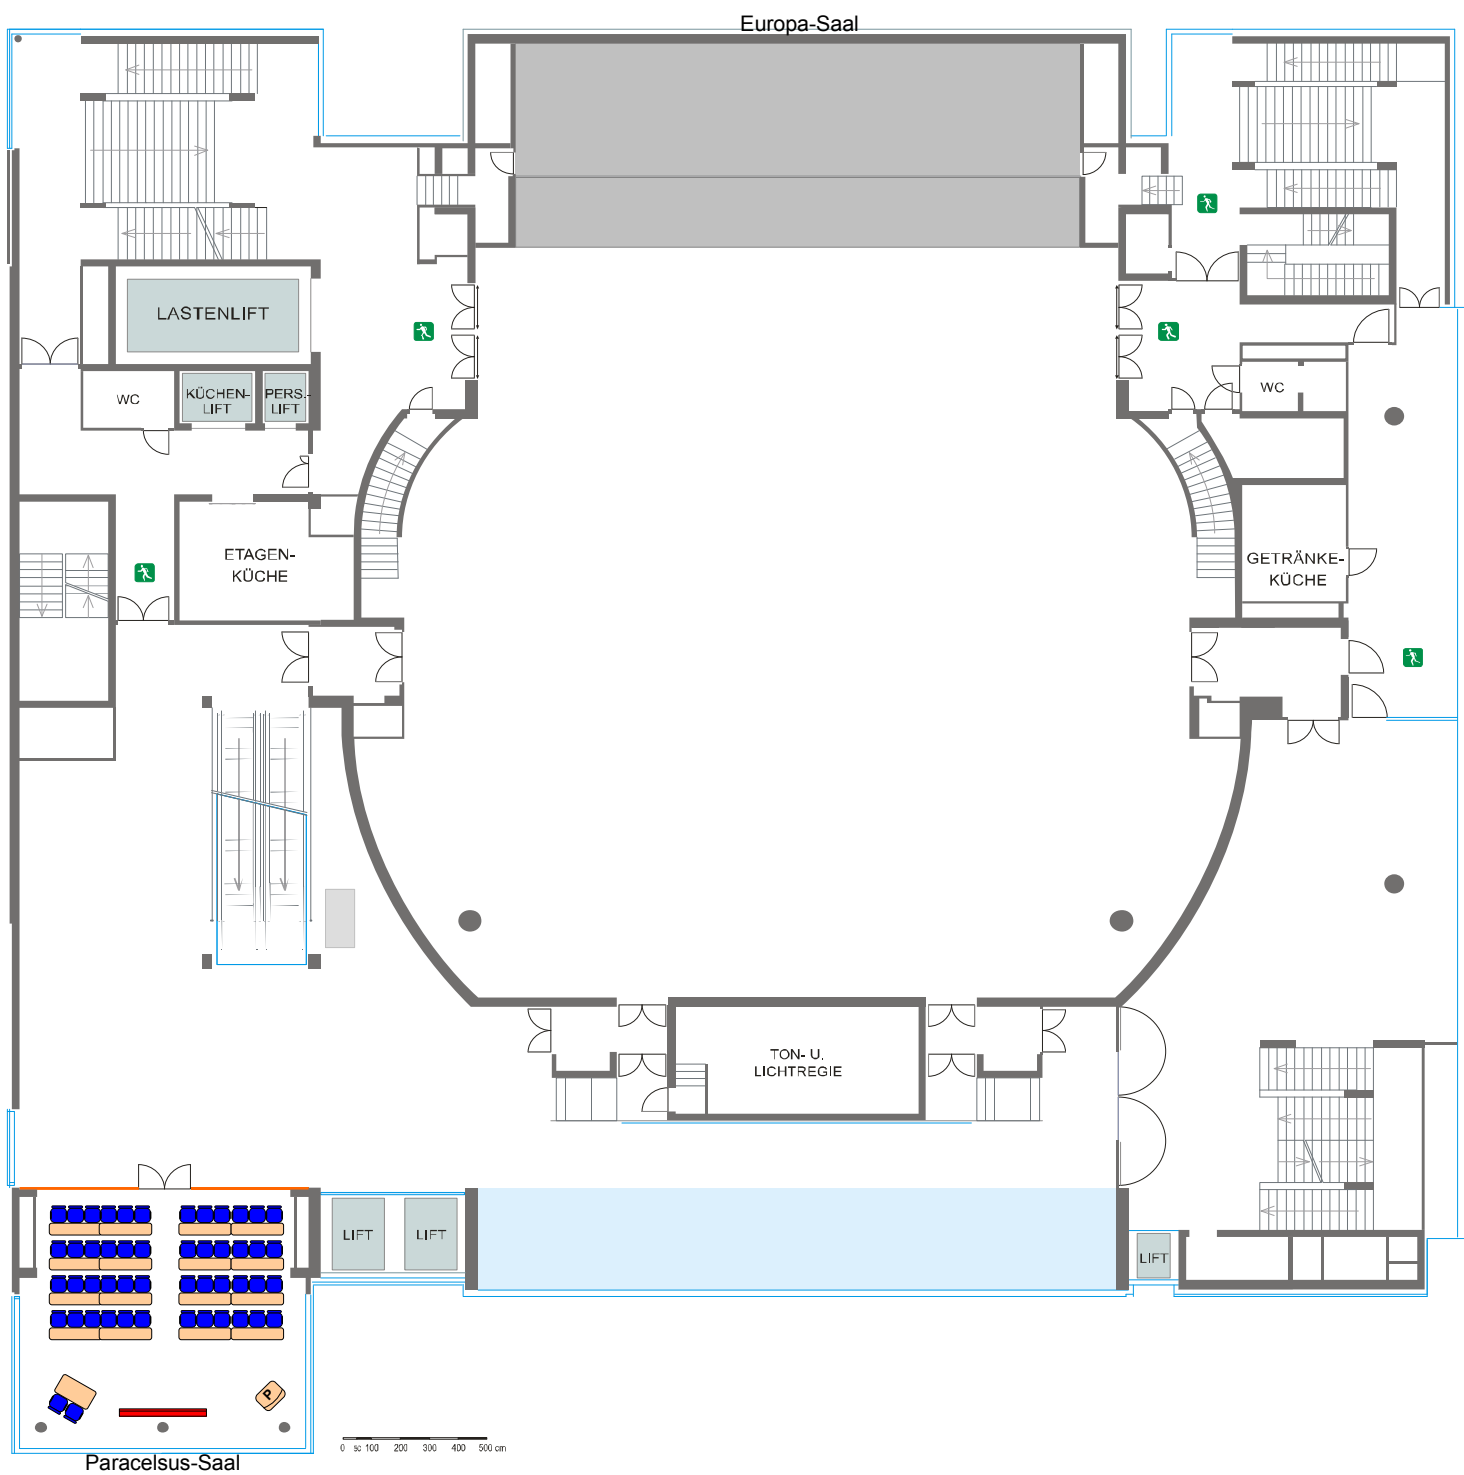 Europa-Saal
LASTENLIFT
WC
KÜCHEN-
LIFT
PERS.-
LIFT
WC
ETAGEN-
KÜCHE
GETRÄNKE-
KÜCHE
TON- U.
LICHTREGIE
LIFT
LIFT
LIFT
P
0 50 100 200 300 400 500 cm
Paracelsus-Saal